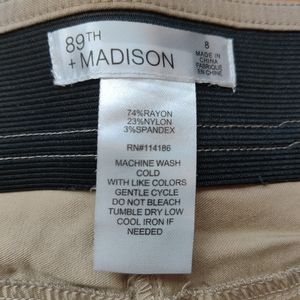 89TH
+ MADISON
8
MADE IN
CHINA
FABRIQUÉ
EN CHINE
74%RAYON
23%NYLON
3%SPANDEX
RN#114186
MACHINE WASH
COLD
WITH LIKE COLORS
GENTLE CYCLE
DO NOT BLEACH
TUMBLE DRY LOW
COOL IRON IF
NEEDED